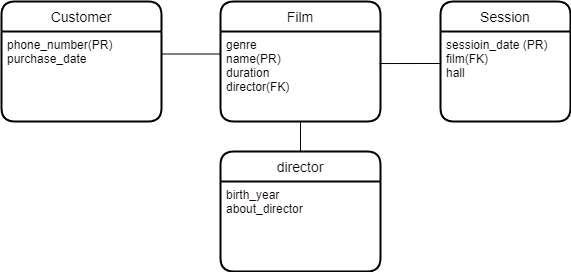 Customer
phone_number(PR)
purchase_date
Film
genre
name(PR)
duration
director(FK)
Session
sessioin_date (PR)
film(FK)
hall
director
birth_year
about_director